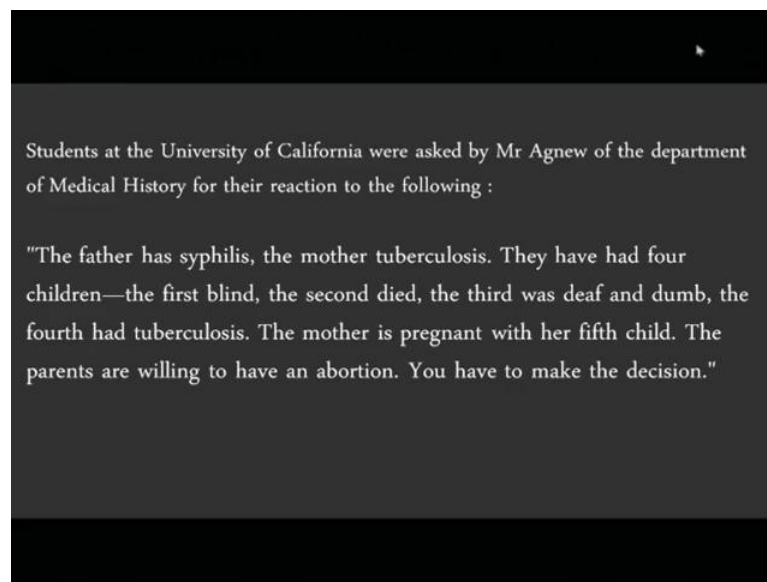 Students at the University of California were asked by Mr Agnew of the department
of Medical History for their reaction to the following :
"The father has syphilis, the mother tuberculosis. They have had four
children—the first blind, the second died, the third was deaf and dumb, the
fourth had tuberculosis. The mother is pregnant with her fifth child. The
parents are willing to have an abortion. You have to make the decision."